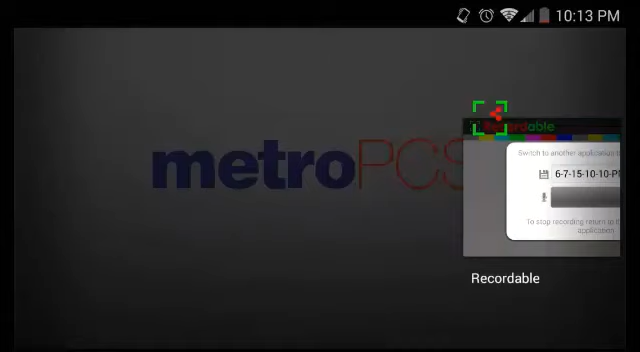 10:13 PM
metroPCS
Recordable
Switch to another application
6-7-15-10-10-P
To stop recording return to
application
Recordable